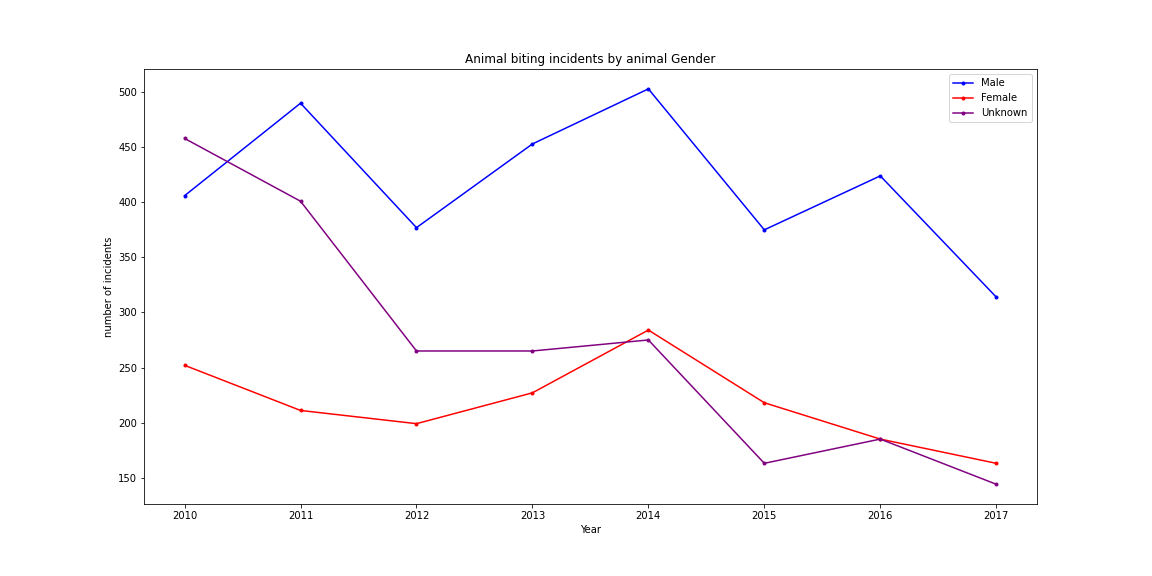 Animal biting incidents by animal Gender
Male
Female
Unknown
500
450
400
350
300
250
200
150
number of incidents
2010 2011 2012 2013 2014 2015 2016 2017
Year